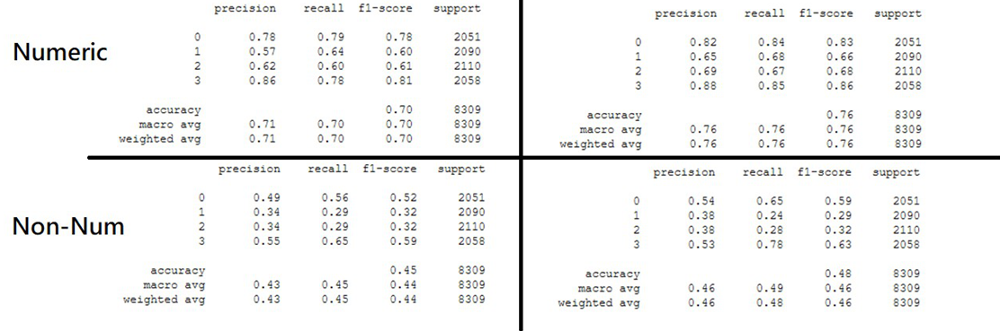 precision recall f1-score support
0 0.78 0.79 0.78 2051
Numeric
1 0.57 0.64 0.60 2090
2 0.62 0.60 0.61 2110
3 0.86 0.78 0.81 2058
accuracy 0.70 8309
macro avg 0.71 0.70 0.70 8309
weighted avg 0.71 0.70 0.70 8309
precision recall f1-score support
0 0.82 0.84 0.83 2051
1 0.65 0.68 0.66 2090
2 0.69 0.67 0.68 2110
3 0.88 0.85 0.86 2058
accuracy 0.76 8309
macro avg 0.76 0.76 0.76 8309
weighted avg 0.76 0.76 0.76 8309
precision recall f1-score support
0 0.49 0.56 0.52 2051
1 0.34 0.29 0.32 2090
Non-Num
2 0.34 0.29 0.32 2110
3 0.55 0.65 0.59 2058
accuracy 0.45 8309
macro avg 0.43 0.45 0.44 8309
weighted avg 0.43 0.45 0.44 8309
precision recall f1-score support
0 0.54 0.65 0.59 2051
1 0.38 0.24 0.29 2090
2 0.38 0.28 0.32 2110
3 0.53 0.78 0.63 2058
accuracy 0.48 8309
macro avg 0.46 0.49 0.46 8309
weighted avg 0.46 0.48 0.46 8309